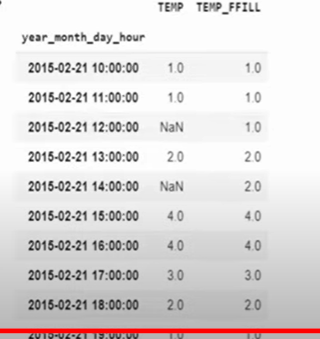 TEMP TEMP_FFILL
year_month_day_hour
2015-02-21 10:00:00 1.0 1.0
2015-02-21 11:00:00 1.0 1.0
2015-02-21 12:00:00 NaN 1.0
2015-02-21 13:00:00 2.0 2.0
2015-02-21 14:00:00 NaN 2.0
2015-02-21 15:00:00 4.0 4.0
2015-02-21 16:00:00 4.0 4.0
2015-02-21 17:00:00 3.0 3.0
2015-02-21 18:00:00 2.0 2.0
2015-02-21 19:00:00 1.0 1.0